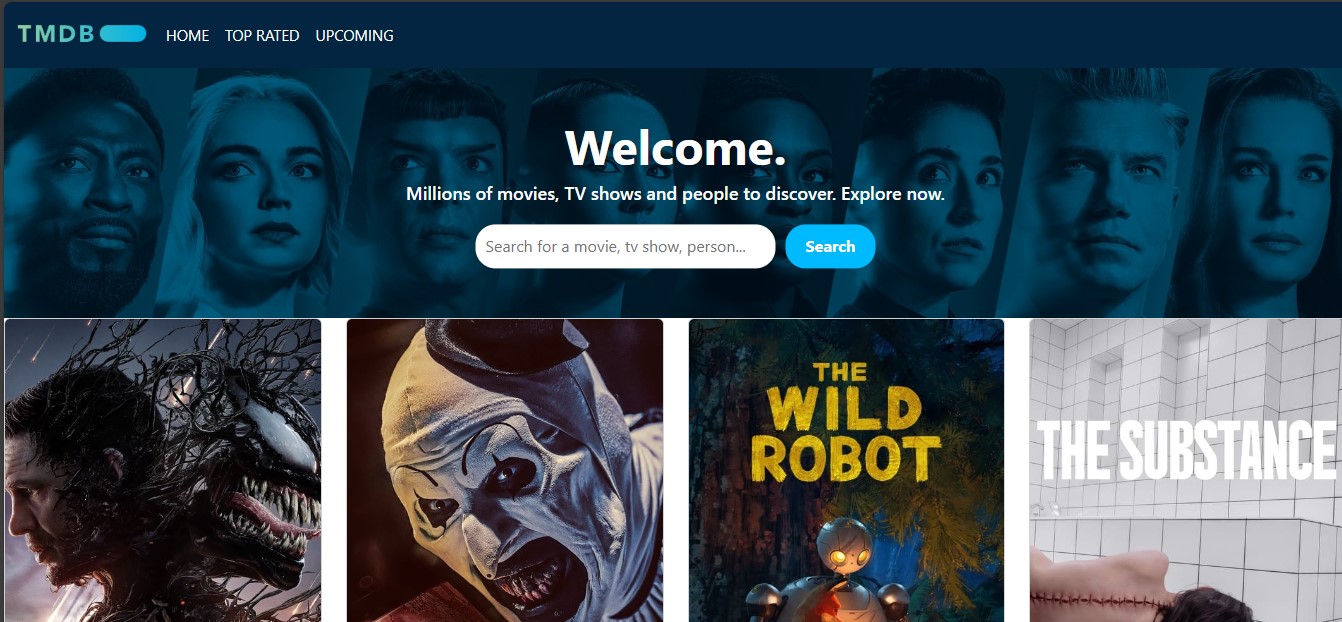 TMDB HOME TOP RATED UPCOMING
Welcome.
Millions of movies, TV shows and people to discover. Explore now.
Search for a movie, tv show, person... Search
THE
WILD
ROBOT
THE SUBSTANCE